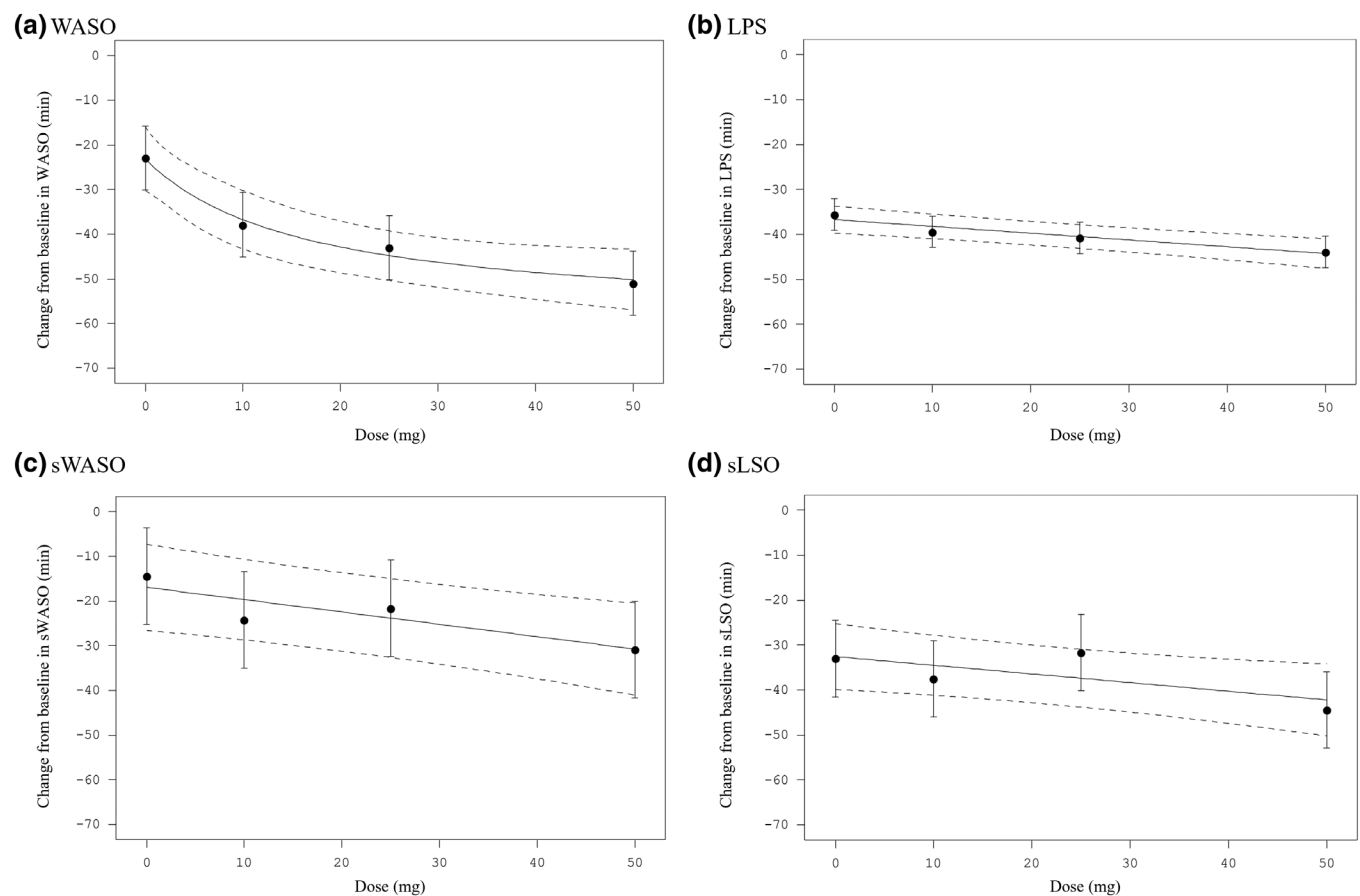 (a) WASO
0
-10
-20
-30
-40
-50
-60
-70
Change from baseline in WASO (min)
0 10 20 30 40 50
Dose (mg)
(b) LPS
0
-10
-20
-30
-40
-50
-60
-70
Change from baseline in LPS (min)
0 10 20 30 40 50
Dose (mg)
(c) sWASO
0
-10
-20
-30
-40
-50
-60
-70
Change from baseline in sWASO (min)
0 10 20 30 40 50
Dose (mg)
(d) sLSO
0
-10
-20
-30
-40
-50
-60
-70
Change from baseline in sLSO (min)
0 10 20 30 40 50
Dose (mg)